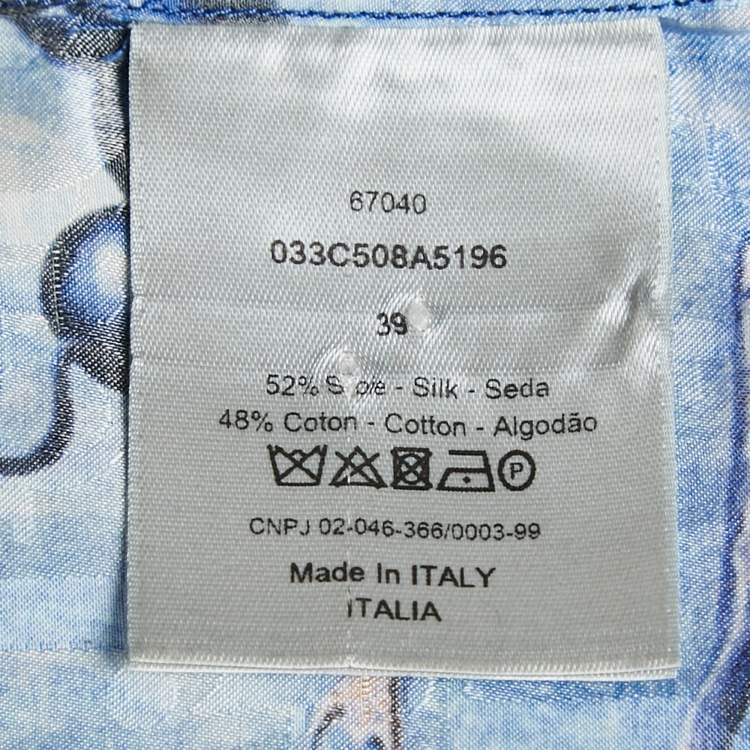 67040
033C508A5196
39
52% - Silk - Seda
48% Coton - Cotton - Algodão
P
CNPJ 02-046-366/0003-99
Made In ITALY
ITALIA